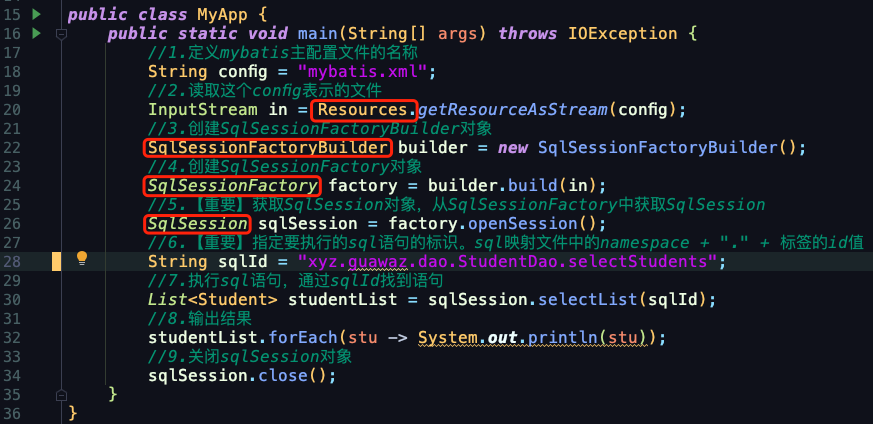 15 public class MyApp {
16 public static void main(String[] args) throws IOException {
17 //1.定义mybatis主配置文件的名称
18 String config = "mybatis.xml";
19 //2.读取这个config表示的文件
20 InputStream in = Resources.getResourceAsStream(config);
21 //3.创建SqlSessionFactoryBuilder对象
22 SqlSessionFactoryBuilder builder = new SqlSessionFactoryBuilder();
23 //4.创建SqlSessionFactory对象
24 SqlSessionFactory factory = builder.build(in);
25 //5.【重要】获取SqlSession对象，从SqlSessionFactory中获取SqlSession
26 SqlSession sqlSession = factory.openSession();
27 //6.【重要】指定要执行的sql语句的标识。sql映射文件中的namespace + "." + 标签的id值
28 String sqlId = "xyz.guawaz.dao.StudentDao.selectStudents";
29 //7.执行sql语句，通过sqlId找到语句
30 List<Student> studentList = sqlSession.selectList(sqlId);
31 //8.输出结果
32 studentList.forEach(stu -> System.out.println(stu));
33 //9.关闭sqlSession对象
34 sqlSession.close();
35 }
36 }